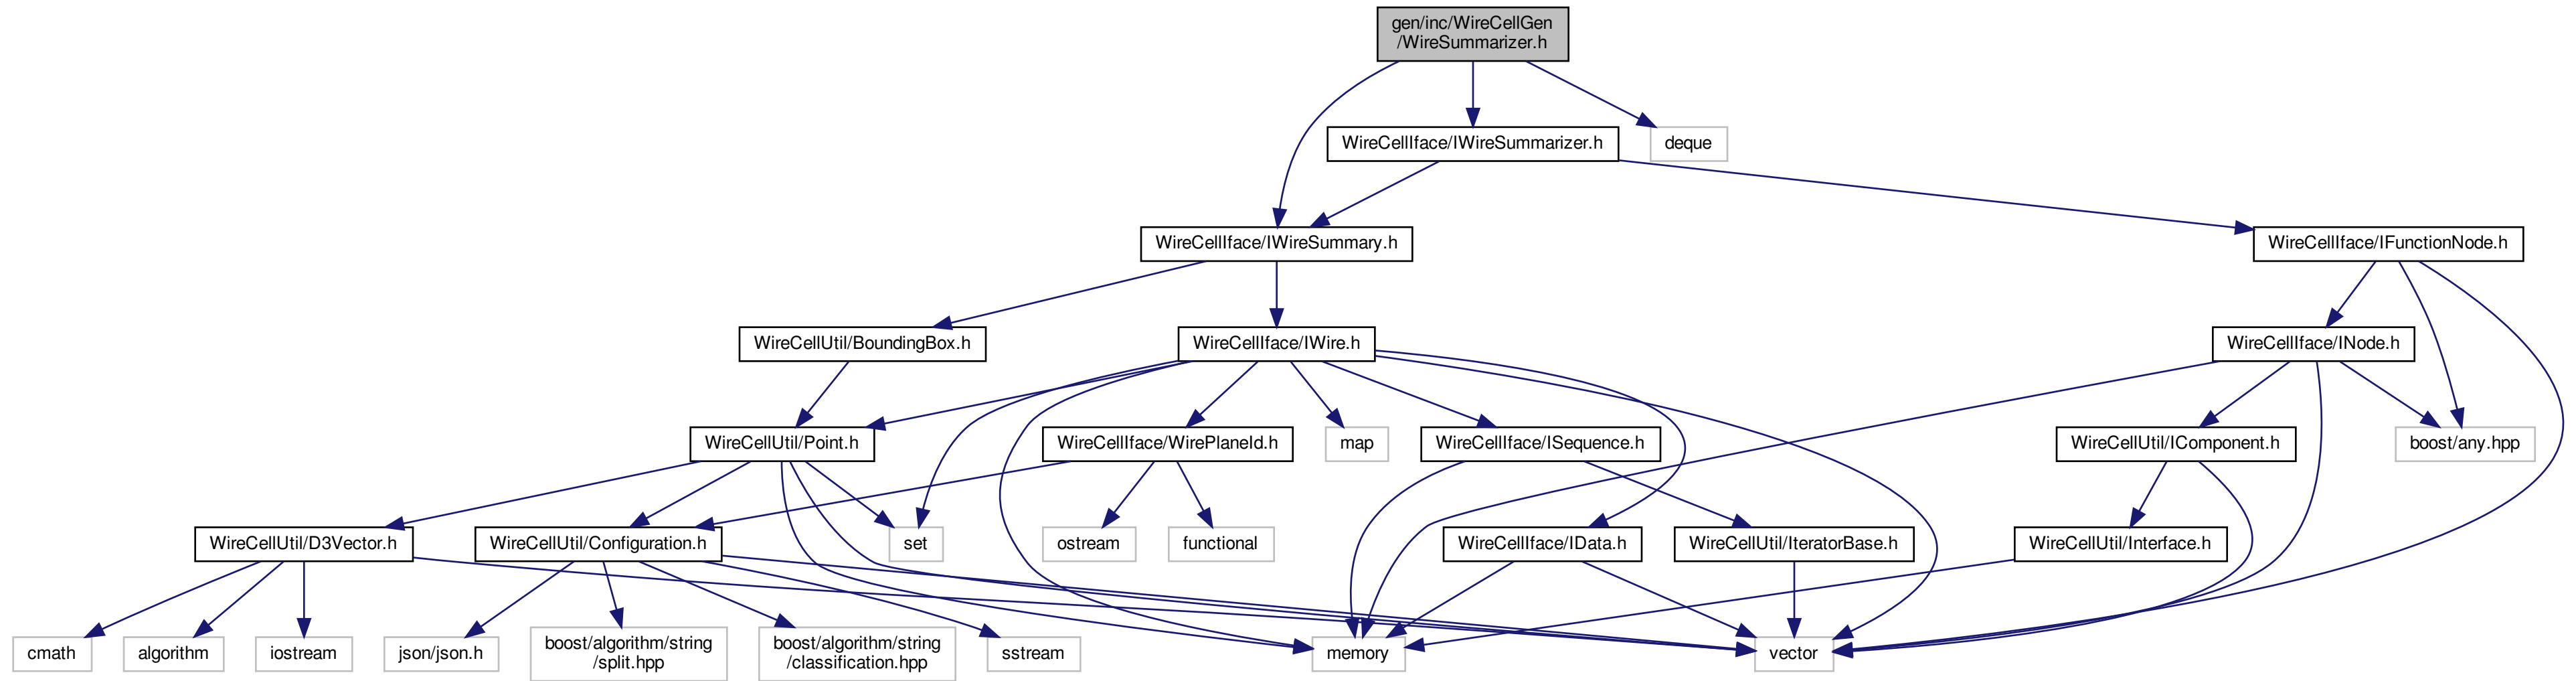 gen/inc/WireCellGen
/WireSummarizer.h
WireCellIface/IWireSummarizer.h
deque
WireCellIface/IWireSummary.h
WireCellIface/IFunctionNode.h
WireCellUtil/BoundingBox.h
WireCellIface/IWire.h
WireCellIface/INode.h
WireCellUtil/Point.h
WireCellIface/WirePlaneId.h
map
WireCellIface/ISequence.h
WireCellUtil/IComponent.h
boost/any.hpp
WireCellUtil/D3Vector.h
WireCellUtil/Configuration.h
set
ostream
functional
WireCellIface/IData.h
WireCellUtil/IteratorBase.h
WireCellUtil/Interface.h
cmath
algorithm
iostream
json/json.h
boost/algorithm/string
/split.hpp
boost/algorithm/string
/classification.hpp
sstream
memory
vector